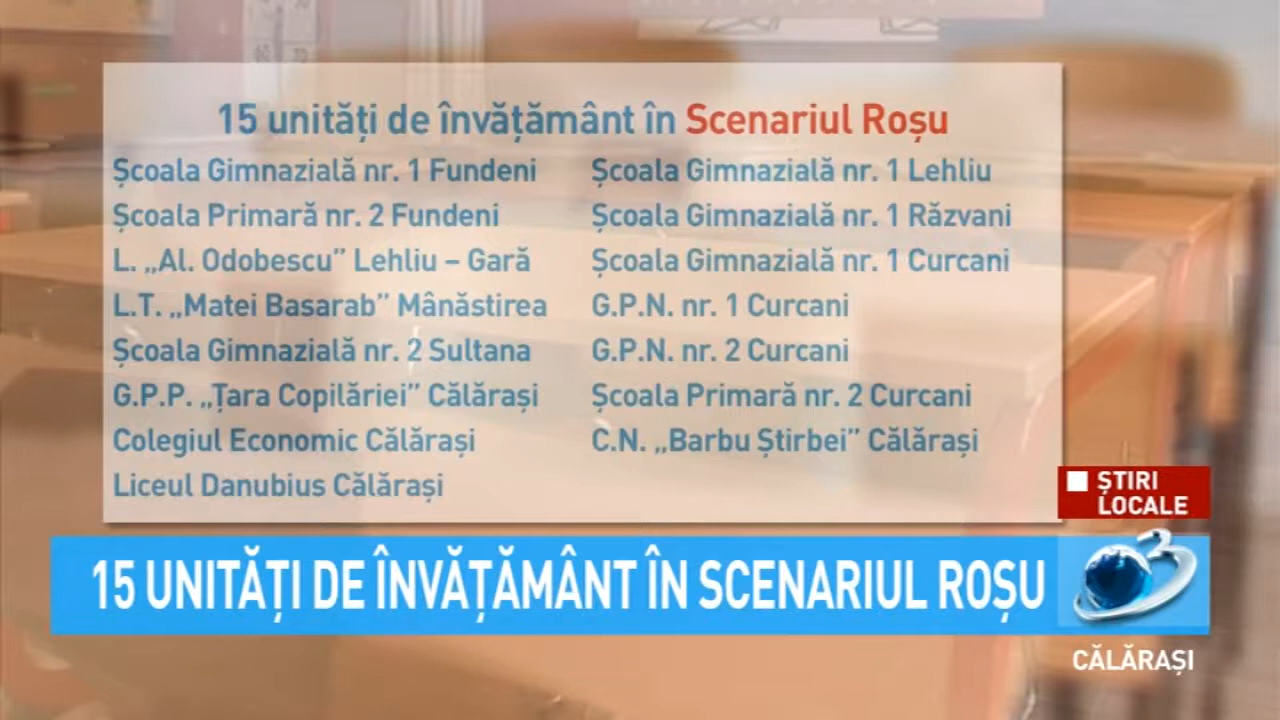 15 unități de învățământ în Scenariul Roșu
Școala Gimnazială nr. 1 Fundeni
Școala Primară nr. 2 Fundeni
L. „Al. Odobescu” Lehliu – Gară
L.T. „Matei Basarab” Mânăstirea
Școala Gimnazială nr. 2 Sultana
G.P.P. „Țara Copilăriei” Călărași
Colegiul Economic Călărași
Liceul Danubius Călărași
Școala Gimnazială nr. 1 Lehliu
Școala Gimnazială nr. 1 Răzvani
Școala Gimnazială nr. 1 Curcani
G.P.N. nr. 1 Curcani
G.P.N. nr. 2 Curcani
Școala Primară nr. 2 Curcani
C.N. „Barbu Știrbei” Călărași
ȘTIRI
LOCALE
15 UNITĂȚI DE ÎNVĂȚĂMÂNT ÎN SCENARIUL ROȘU
3
CĂLĂRAȘI